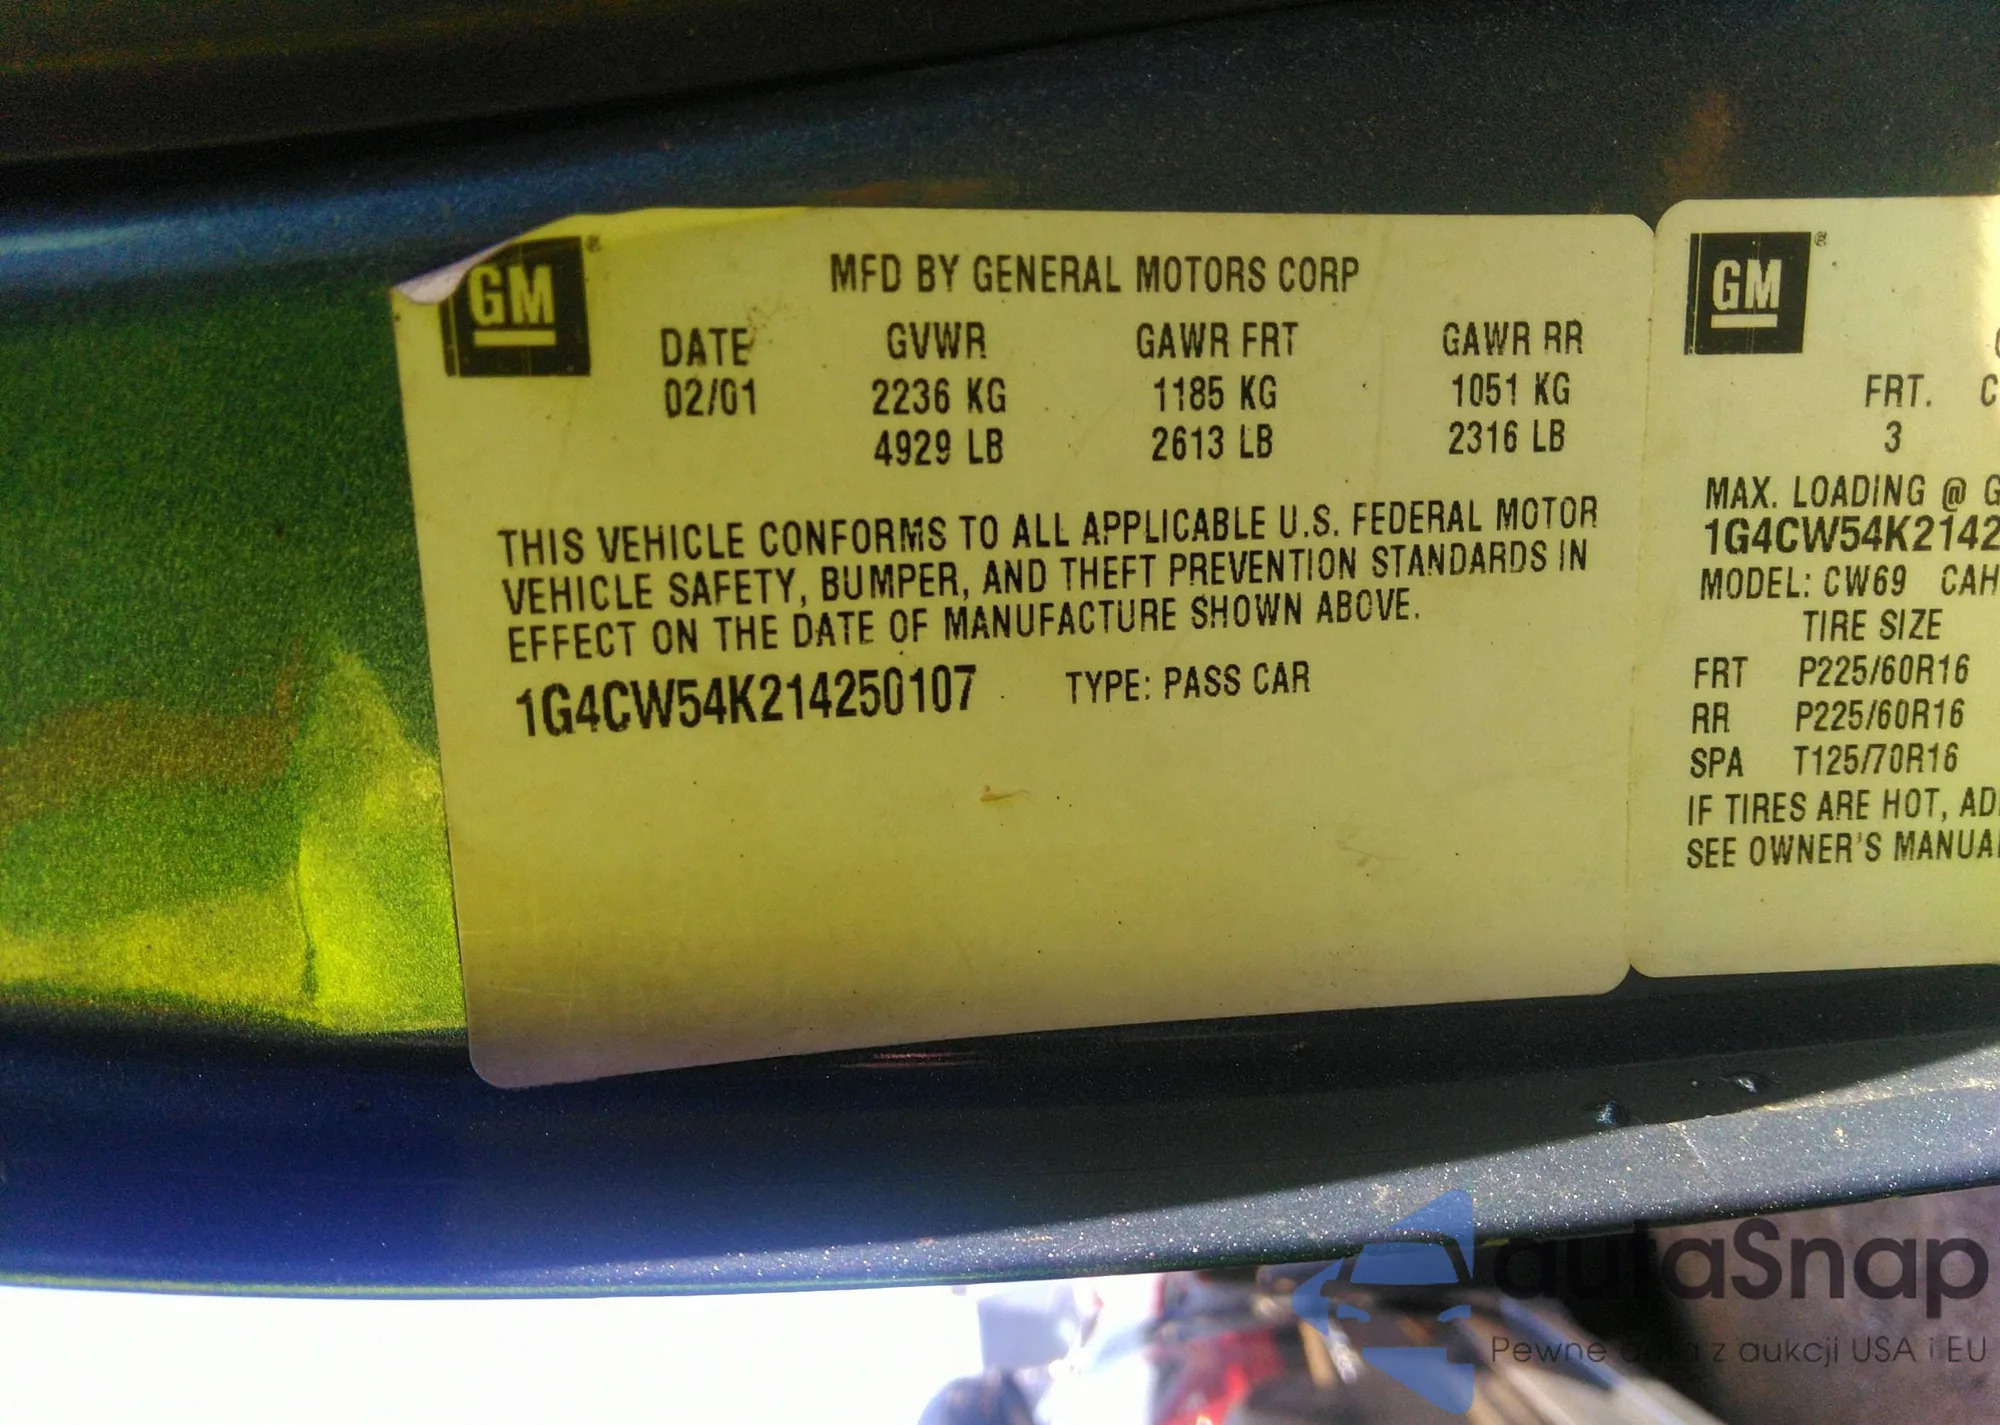 GM ®
MFD BY GENERAL MOTORS CORP
DATE GVWR GAWR FRT GAWR RR
02/01 2236 KG 1185 KG 1051 KG
4929 LB 2613 LB 2316 LB
THIS VEHICLE CONFORMS TO ALL APPLICABLE U.S. FEDERAL MOTOR
VEHICLE SAFETY, BUMPER, AND THEFT PREVENTION STANDARDS IN
EFFECT ON THE DATE OF MANUFACTURE SHOWN ABOVE.
1G4CW54K214250107 TYPE: PASS CAR
GM ®
FRT. C
3
MAX. LOADING @ G
1G4CW54K2142
MODEL: CW69 CAH
TIRE SIZE
FRT P225/60R16
RR P225/60R16
SPA T125/70R16
IF TIRES ARE HOT, AD
SEE OWNER'S MANUA
autaSnap
Pewne auta z aukcji USA i EU